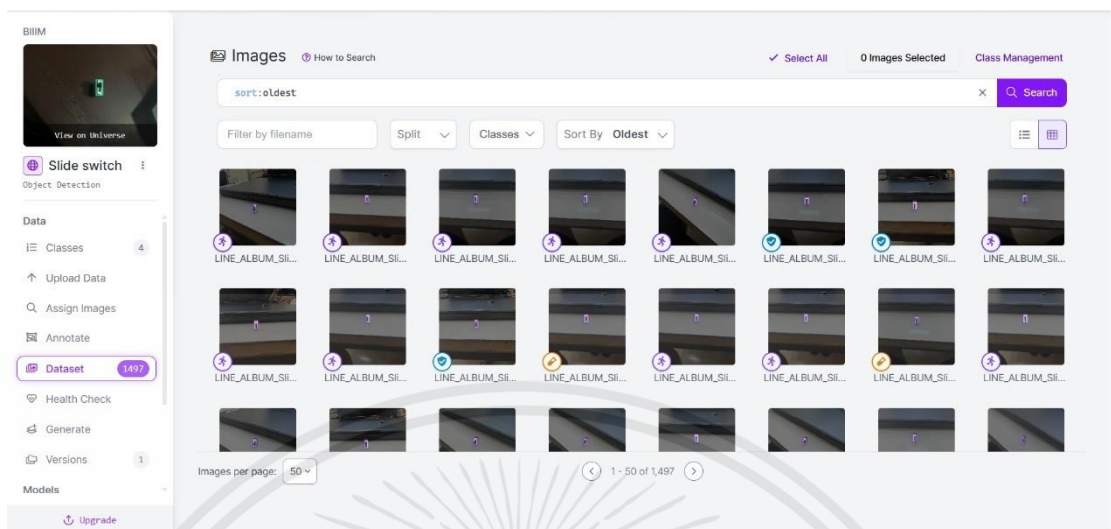 BIIIM
View on Universe
Slide switch
Object Detection
Data
Classes 4
Upload Data
Assign Images
Annotate
Dataset 1497
Health Check
Generate
Versions 1
Models
Upgrade
Images How to Search
Select All 0 Images Selected Class Management
sort:oldest Search
Filter by filename Split Classes Sort By Oldest
LINE_ALBUM_Sli... LINE_ALBUM_Sli... LINE_ALBUM_Sli... LINE_ALBUM_Sli... LINE_ALBUM_Sli... LINE_ALBUM_Sli... LINE_ALBUM_Sli... LINE_ALBUM_Sli...
LINE_ALBUM_Sli... LINE_ALBUM_Sli... LINE_ALBUM_Sli... LINE_ALBUM_Sli... LINE_ALBUM_Sli... LINE_ALBUM_Sli... LINE_ALBUM_Sli... LINE_ALBUM_Sli...
Images per page: 50 1 - 50 of 1,497